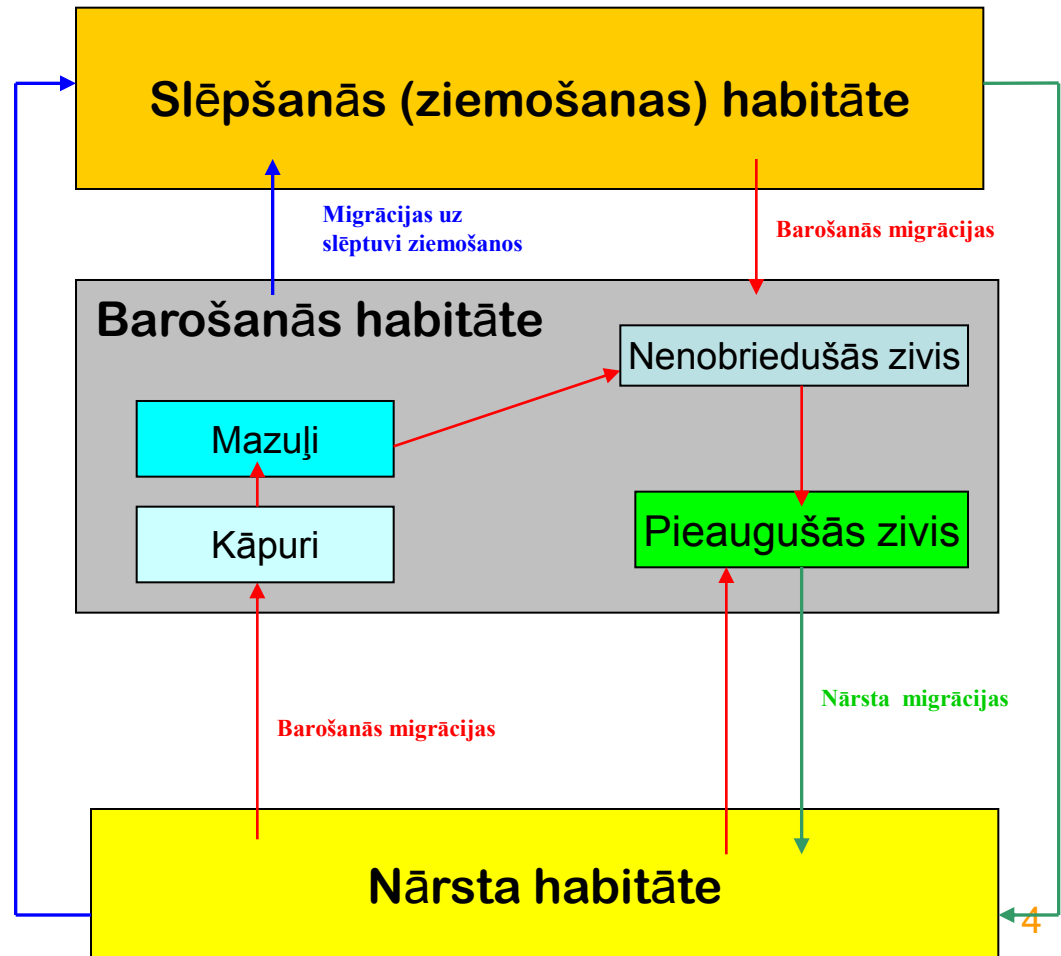 Slēpšanās (ziemošanas) habitāte
Migrācijas uz
slēptuvi ziemošanos
Barošanās migrācijas
Barošanās habitāte
Nenobriedušās zivis
Mazuļi
Pieaugušās zivis
Kāpuri
Nārsta migrācijas
Barošanās migrācijas
Nārsta habitāte
4